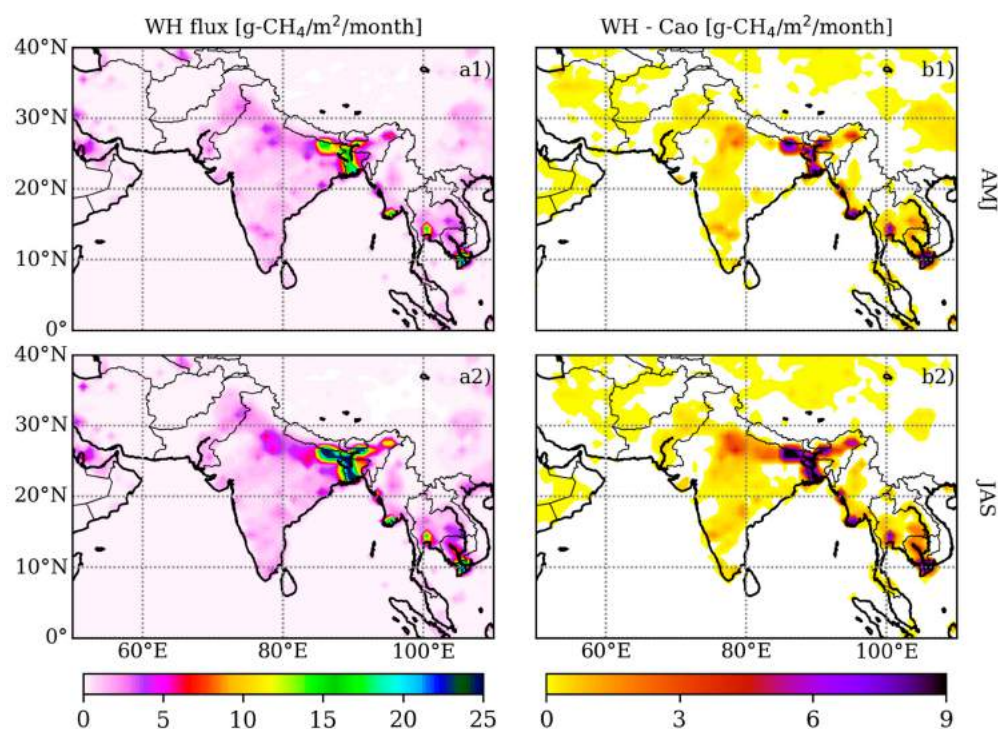 WH flux [g-CH₄/m²/month] WH - Cao [g-CH₄/m²/month]
40°N a1) b1)
30°N
20°N AMJ
10°N
0°
40°N a2) b2)
30°N
20°N JAS
10°N
0°
60°E 80°E 100°E 60°E 80°E 100°E
0 5 10 15 20 25 0 3 6 9